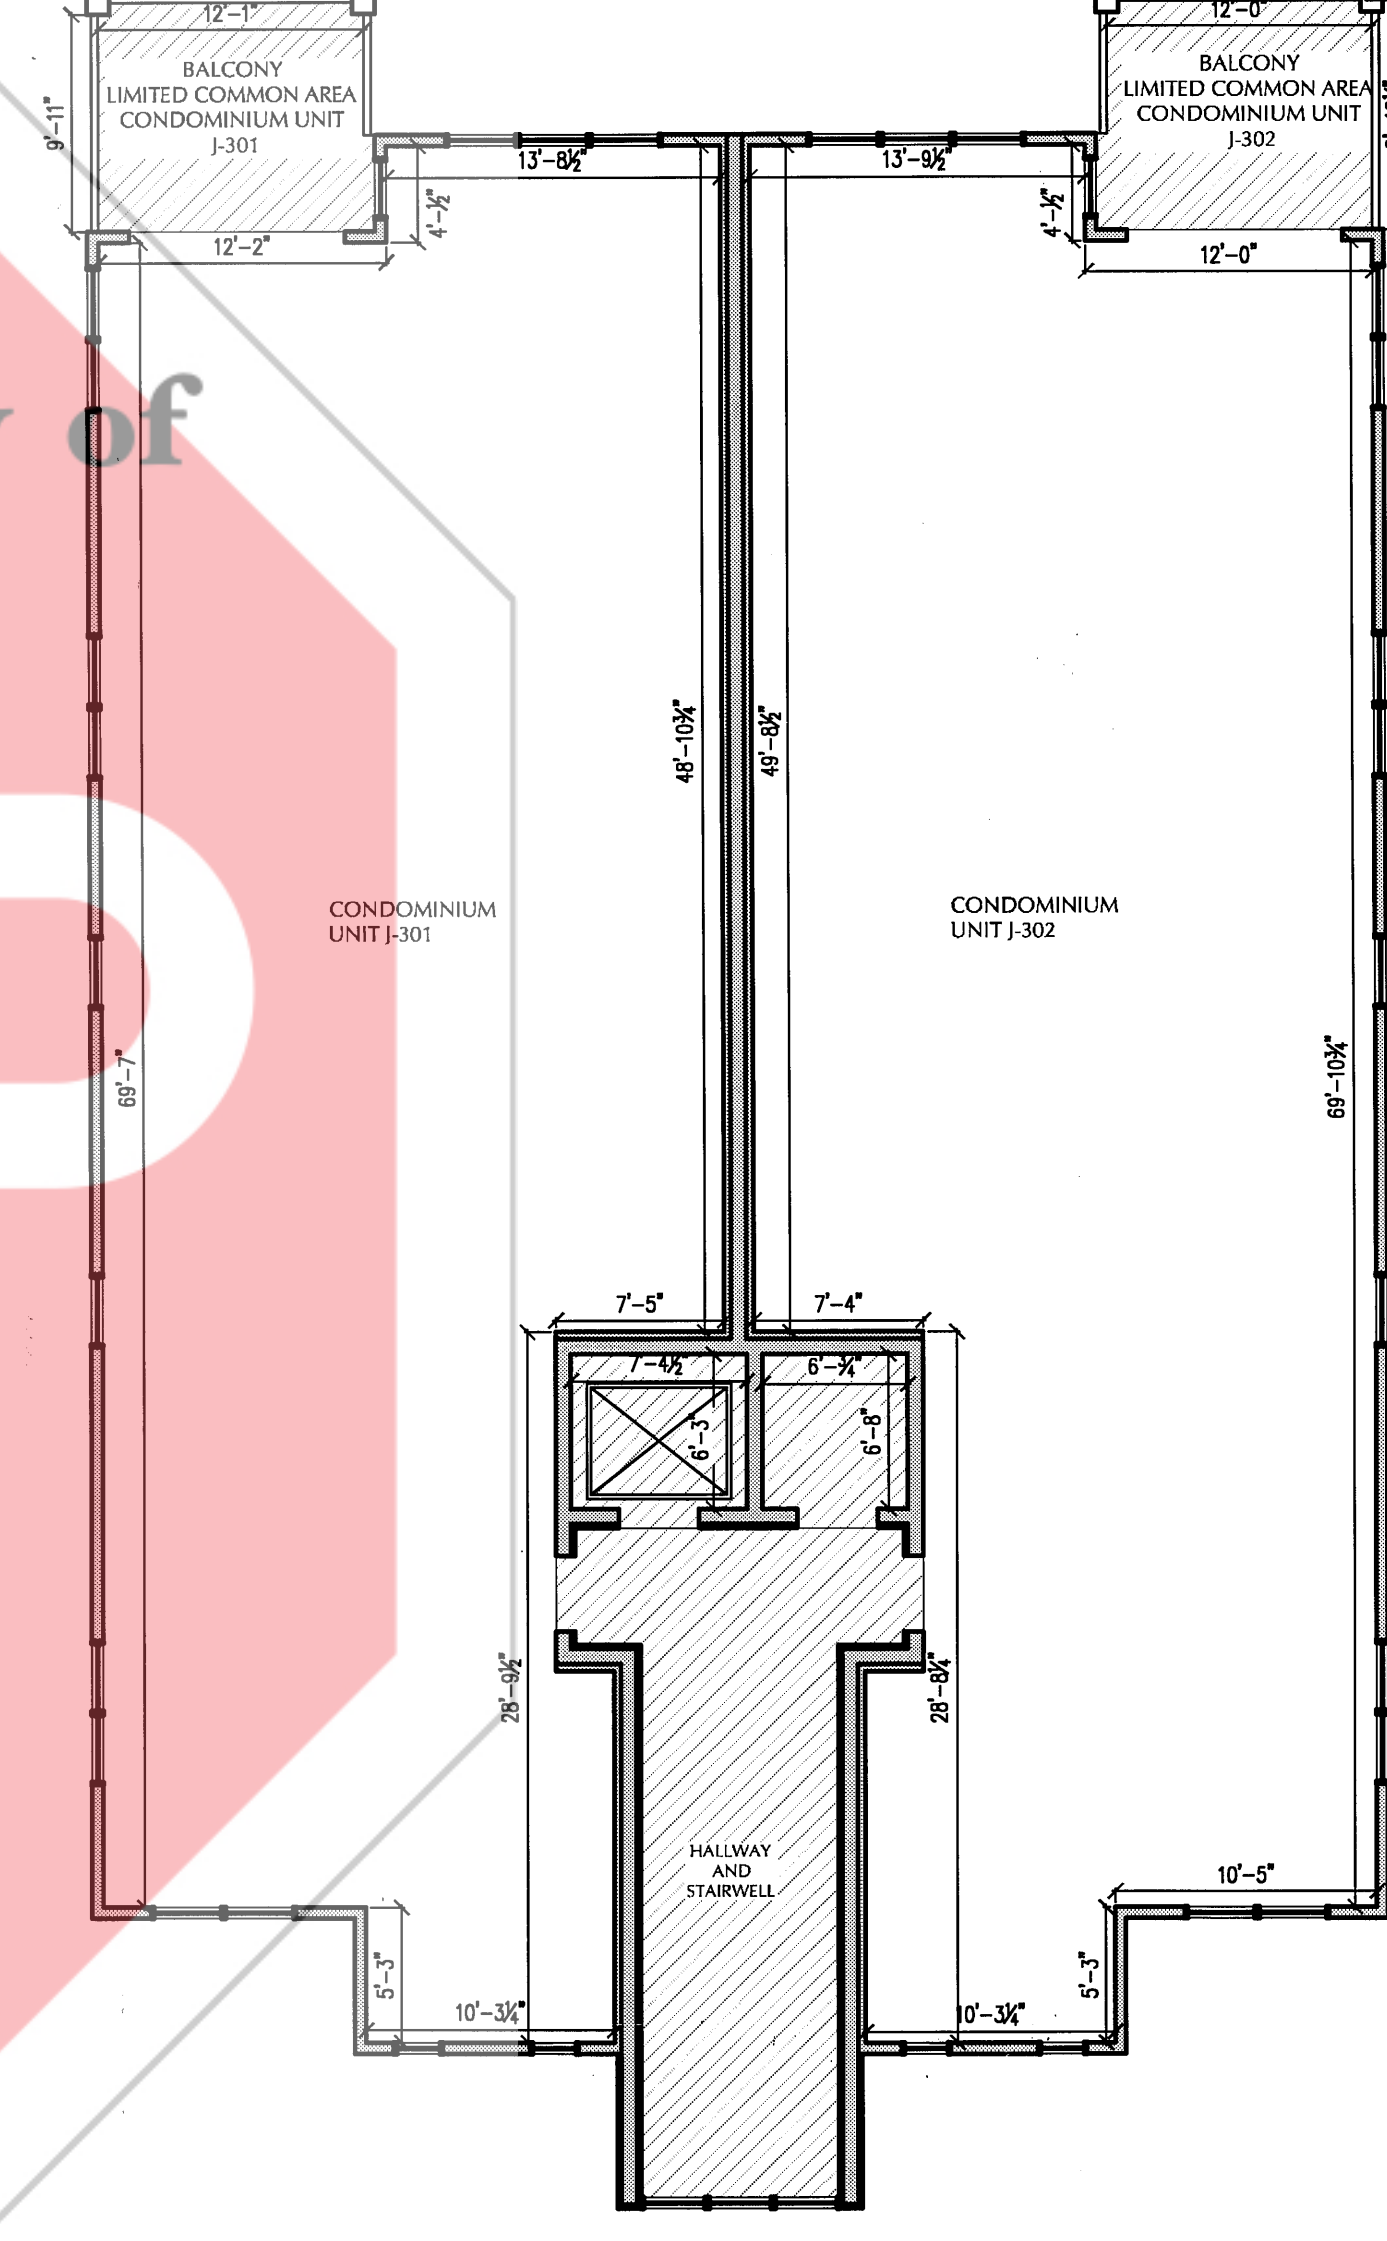 12'-1"
12'-0"
BALCONY
LIMITED COMMON AREA
CONDOMINIUM UNIT
J-301
BALCONY
LIMITED COMMON AREA
CONDOMINIUM UNIT
J-302
9'-11"
13'-8½"
13'-9½"
4'-½"
4'-½"
12'-2"
12'-0"
of
48'-10¾"
49'-8½"
CONDOMINIUM
UNIT J-301
CONDOMINIUM
UNIT J-302
69'-7"
69'-10¾"
7'-5"
7'-4"
7'-4½"
6'-¾"
6'-3"
6'-8"
28'-9½"
28'-8¼"
HALLWAY
AND
STAIRWELL
10'-5"
5'-3"
5'-3"
10'-3¼"
10'-3¼"